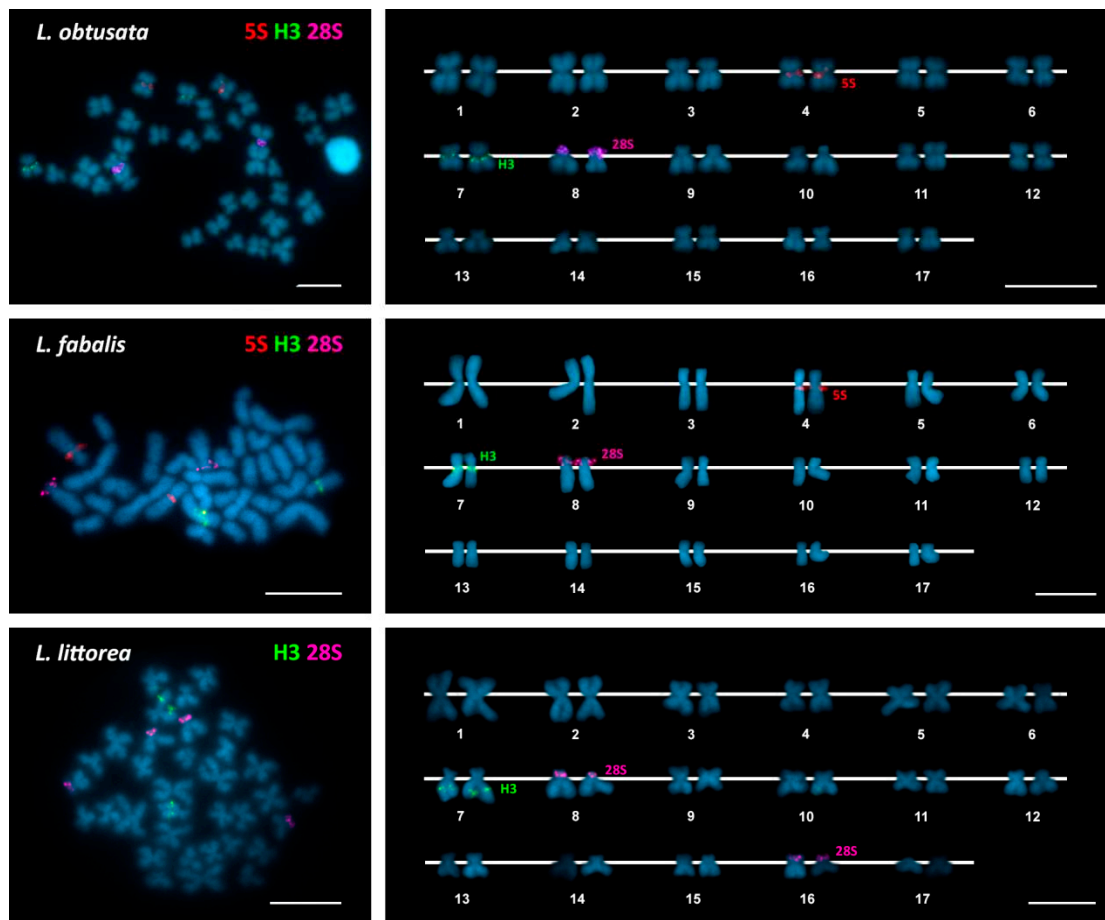 L. obtusata 5S H3 28S
5S
1 2 3 4 5 6
28S
H3
7 8 9 10 11 12
13 14 15 16 17
L. fabalis 5S H3 28S
5S
1 2 3 4 5 6
H3 28S
7 8 9 10 11 12
13 14 15 16 17
L. littorea H3 28S
1 2 3 4 5 6
28S
H3
7 8 9 10 11 12
28S
13 14 15 16 17